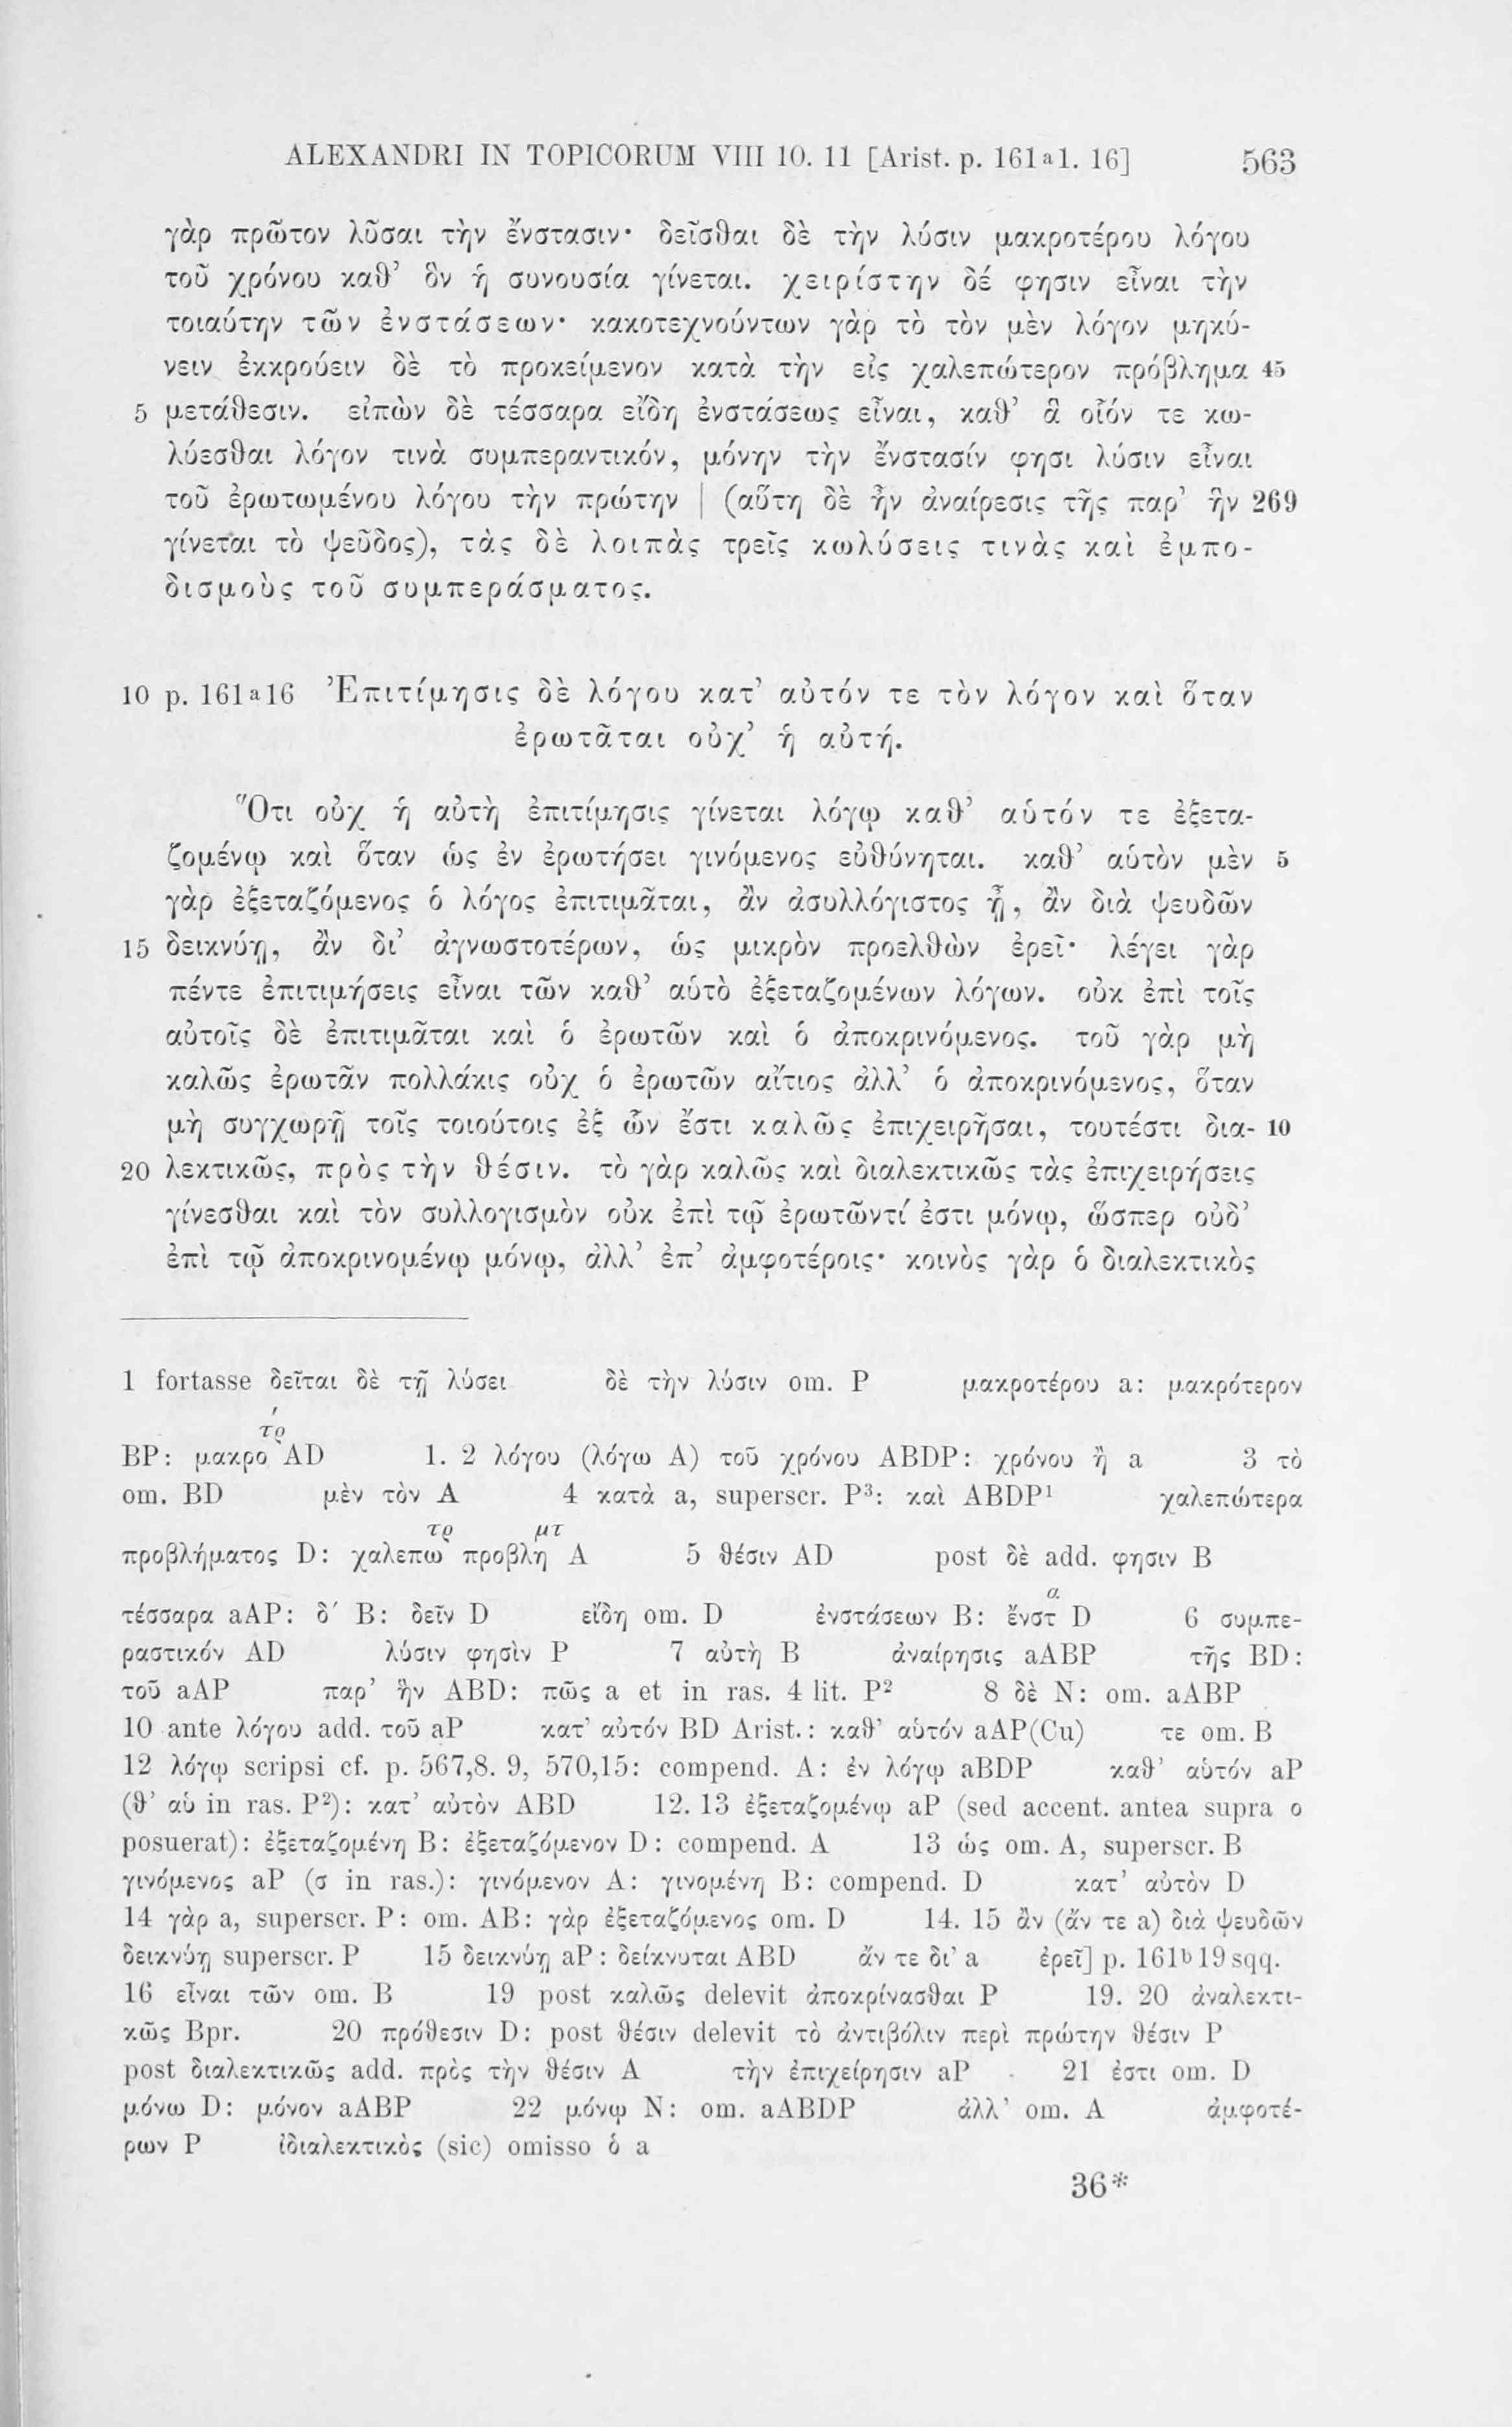 ALEXANDRI IN TOPICORUM VIII 10. 11 [Arist. p. 161ᵃ1. 16] 563
γὰρ πρῶτον λῦσαι τὴν ἔνστασιν· δεῖσθαι δὲ τὴν λύσιν μακροτέρου λόγου
τοῦ χρόνου καθ’ ὃν ἡ συνουσία γίνεται. χειρίστην δέ φησιν εἶναι τὴν
τοιαύτην τῶν ἐνστάσεων· κακοτεχνούντων γὰρ τὸ τὸν μὲν λόγον μηκύ-
νειν ἐκκρούειν δὲ τὸ προκείμενον κατὰ τὴν εἰς χαλεπώτερον πρόβλημα 45
5 μετάθεσιν. εἰπὼν δὲ τέσσαρα εἴδη ἐνστάσεως εἶναι, καθ’ ἃ οἷόν τε κω-
λύεσθαι λόγον τινὰ συμπεραντικόν, μόνην τὴν ἔνστασίν φησι λύσιν εἶναι
τοῦ ἐρωτωμένου λόγου τὴν πρώτην | (αὕτη δὲ ἦν ἀναίρεσις τῆς παρ’ ἣν 269
γίνεται τὸ ψεῦδος), τὰς δὲ λοιπὰς τρεῖς κωλύσεις τινὰς καὶ ἐμπο-
δισμοὺς τοῦ συμπεράσματος.
10 p. 161ᵃ16 Ἐπιτίμησις δὲ λόγου κατ’ αὐτόν τε τὸν λόγον καὶ ὅταν
ἐρωτᾶται οὐχ’ ἡ αὐτή.
Ὅτι οὐχ ἡ αὐτὴ ἐπιτίμησις γίνεται λόγῳ καθ’ αὑτόν τε ἐξετα-
ζομένῳ καὶ ὅταν ὡς ἐν ἐρωτήσει γινόμενος εὐθύνηται. καθ’ αὑτὸν μὲν 5
γὰρ ἐξεταζόμενος ὁ λόγος ἐπιτιμᾶται, ἂν ἀσυλλόγιστος ᾖ, ἂν διὰ ψευδῶν
15 δεικνύῃ, ἂν δι’ ἀγνωστοτέρων, ὡς μικρὸν προελθὼν ἐρεῖ· λέγει γὰρ
πέντε ἐπιτιμήσεις εἶναι τῶν καθ’ αὑτὸ ἐξεταζομένων λόγων. οὐκ ἐπὶ τοῖς
αὐτοῖς δὲ ἐπιτιμᾶται καὶ ὁ ἐρωτῶν καὶ ὁ ἀποκρινόμενος. τοῦ γὰρ μὴ
καλῶς ἐρωτᾶν πολλάκις οὐχ ὁ ἐρωτῶν αἴτιος ἀλλ’ ὁ ἀποκρινόμενος, ὅταν
μὴ συγχωρῇ τοῖς τοιούτοις ἐξ ὧν ἔστι καλῶς ἐπιχειρῆσαι, τουτέστι δια- 10
20 λεκτικῶς, πρὸς τὴν θέσιν. τὸ γὰρ καλῶς καὶ διαλεκτικῶς τὰς ἐπιχειρήσεις
γίνεσθαι καὶ τὸν συλλογισμὸν οὐκ ἐπὶ τῷ ἐρωτῶντί ἐστι μόνῳ, ὥσπερ οὐδ’
ἐπὶ τῷ ἀποκρινομένῳ μόνῳ, ἀλλ’ ἐπ’ ἀμφοτέροις· κοινὸς γὰρ ὁ διαλεκτικὸς
1 fortasse δεῖται δὲ τῇ λύσει δὲ τὴν λύσιν om. P μακροτέρου a: μακρότερον
τρ
BP: μακρο AD 1. 2 λόγου (λόγω A) τοῦ χρόνου ABDP: χρόνου ἢ a 3 τὸ
om. BD μὲν τὸν A 4 κατὰ a, superscr. P³: καὶ ABDP¹ χαλεπώτερα
τρ μτ
προβλήματος D: χαλεπω προβλη A 5 θέσιν AD post δὲ add. φησιν B
α
τέσσαρα aAP: δ′ B: δεῖν D εἴδη om. D ἐνστάσεων B: ἔνστ D 6 συμπε-
ραστικόν AD λύσιν φησὶν P 7 αὐτὴ B ἀναίρησις aABP τῆς BD:
τοῦ aAP παρ’ ἣν ABD: πῶς a et in ras. 4 lit. P² 8 δὲ N: om. aABP
10 ante λόγου add. τοῦ aP κατ’ αὐτόν BD Arist.: καθ’ αὑτόν aAP(Cu) τε om. B
12 λόγῳ scripsi cf. p. 567,8. 9, 570,15: compend. A: ἐν λόγῳ aBDP καθ’ αὑτόν aP
(θ’ αὑ in ras. P²): κατ’ αὐτὸν ABD 12. 13 ἐξεταζομένῳ aP (sed accent. antea supra ο
posuerat): ἐξεταζομένη B: ἐξεταζόμενον D: compend. A 13 ὡς om. A, superscr. B
γινόμενος aP (σ in ras.): γινόμενον A: γινομένη B: compend. D κατ’ αὐτὸν D
14 γὰρ a, superscr. P: om. AB: γὰρ ἐξεταζόμενος om. D 14. 15 ἂν (ἄν τε a) διὰ ψευδῶν
δεικνύῃ superscr. P 15 δεικνύῃ aP: δείκνυται ABD ἄν τε δι’ a ἐρεῖ] p. 161ᵇ19 sqq.
16 εἶναι τῶν om. B 19 post καλῶς delevit ἀποκρίνασθαι P 19. 20 ἀναλεκτι-
κῶς Bpr. 20 πρόθεσιν D: post θέσιν delevit τὸ ἀντιβόλιν περὶ πρώτην θέσιν P
post διαλεκτικῶς add. πρὸς τὴν θέσιν A τὴν ἐπιχείρησιν aP 21 ἐστι om. D
μόνω D: μόνον aABP 22 μόνῳ N: om. aABDP ἀλλ’ om. A ἀμφοτέ-
ρων P ἰδιαλεκτικὸς (sic) omisso ὁ a
36*